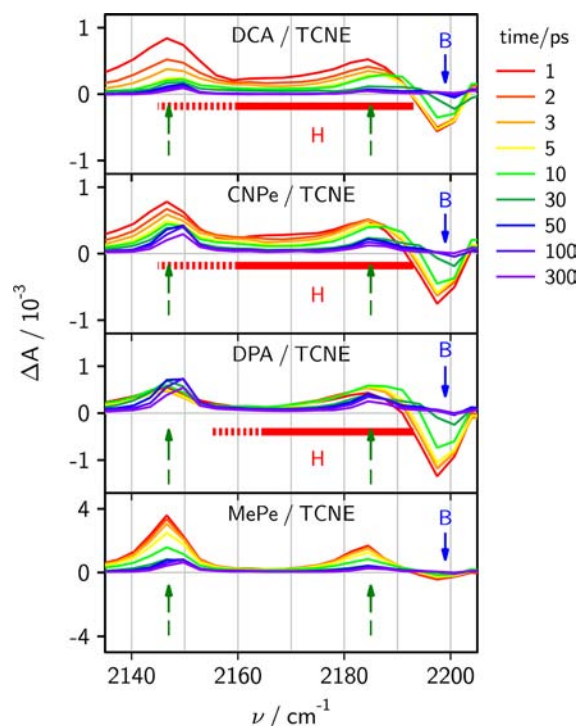 time/ps
1
2
3
5
10
30
50
100
300
ΔA / 10⁻³
DCA / TCNE
B
1
0
-1
H
CNPe / TCNE
B
1
0
-1
H
DPA / TCNE
B
1
0
-1
H
MePe / TCNE
B
4
0
-4
2140 2160 2180 2200
ν / cm⁻¹